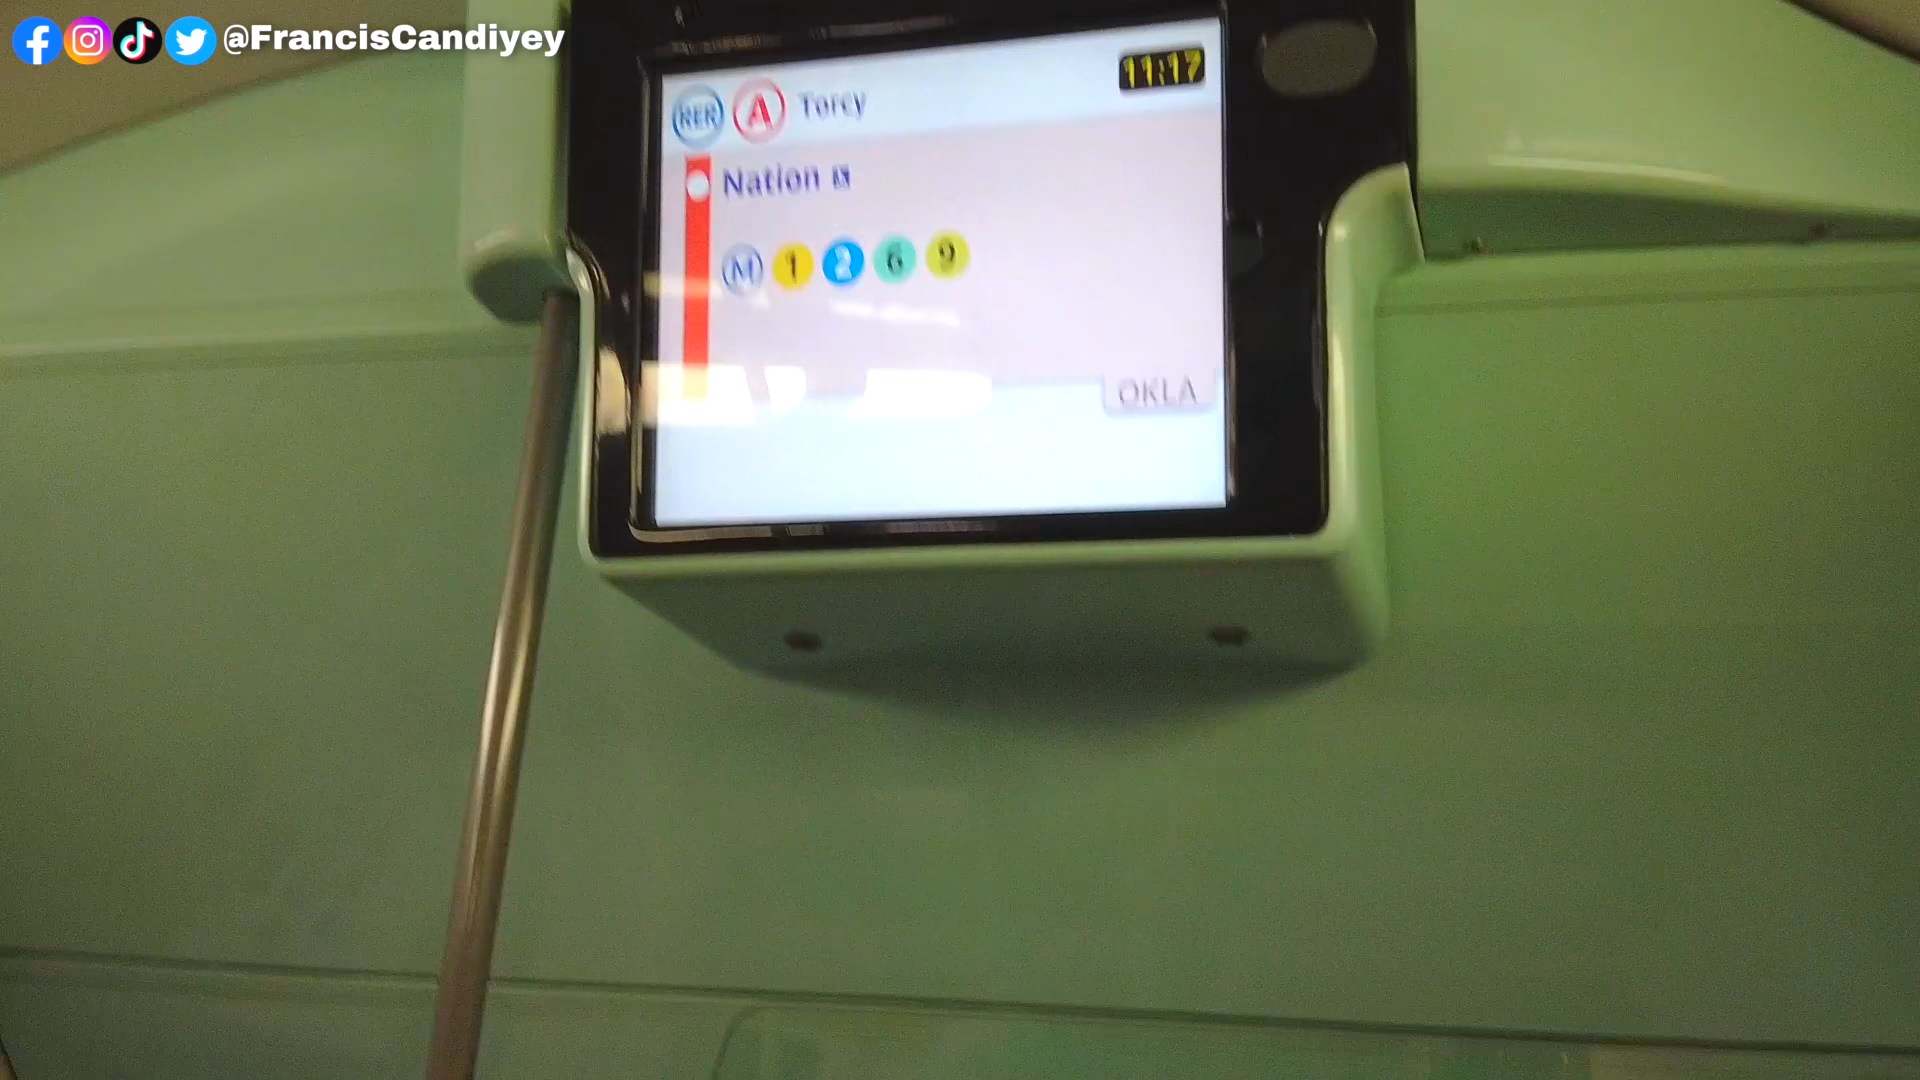 @FrancisCandiyey
RER A Torcy
11:17
Nation
M 1 2 6 9
OKLA